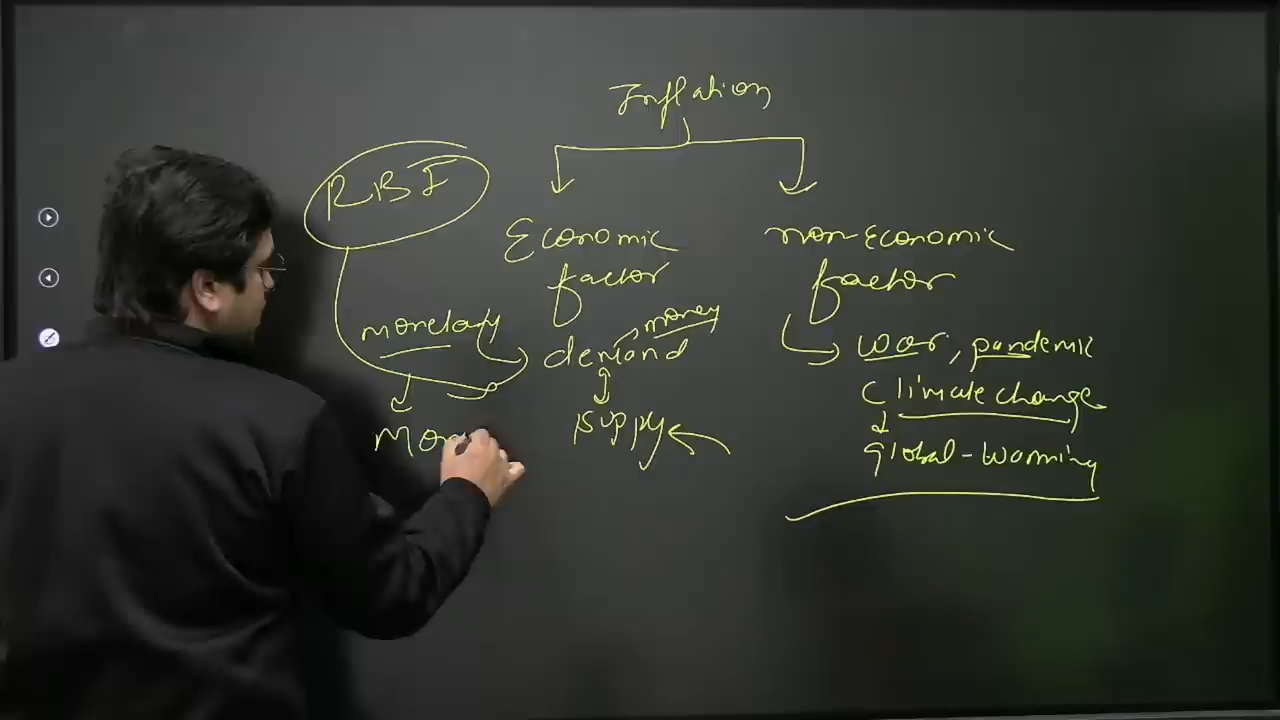 Inflation
RBI
Economic
factor
non-Economic
factor
monetary
money
demand
supply
war, pandemic
Climate change
global-warming